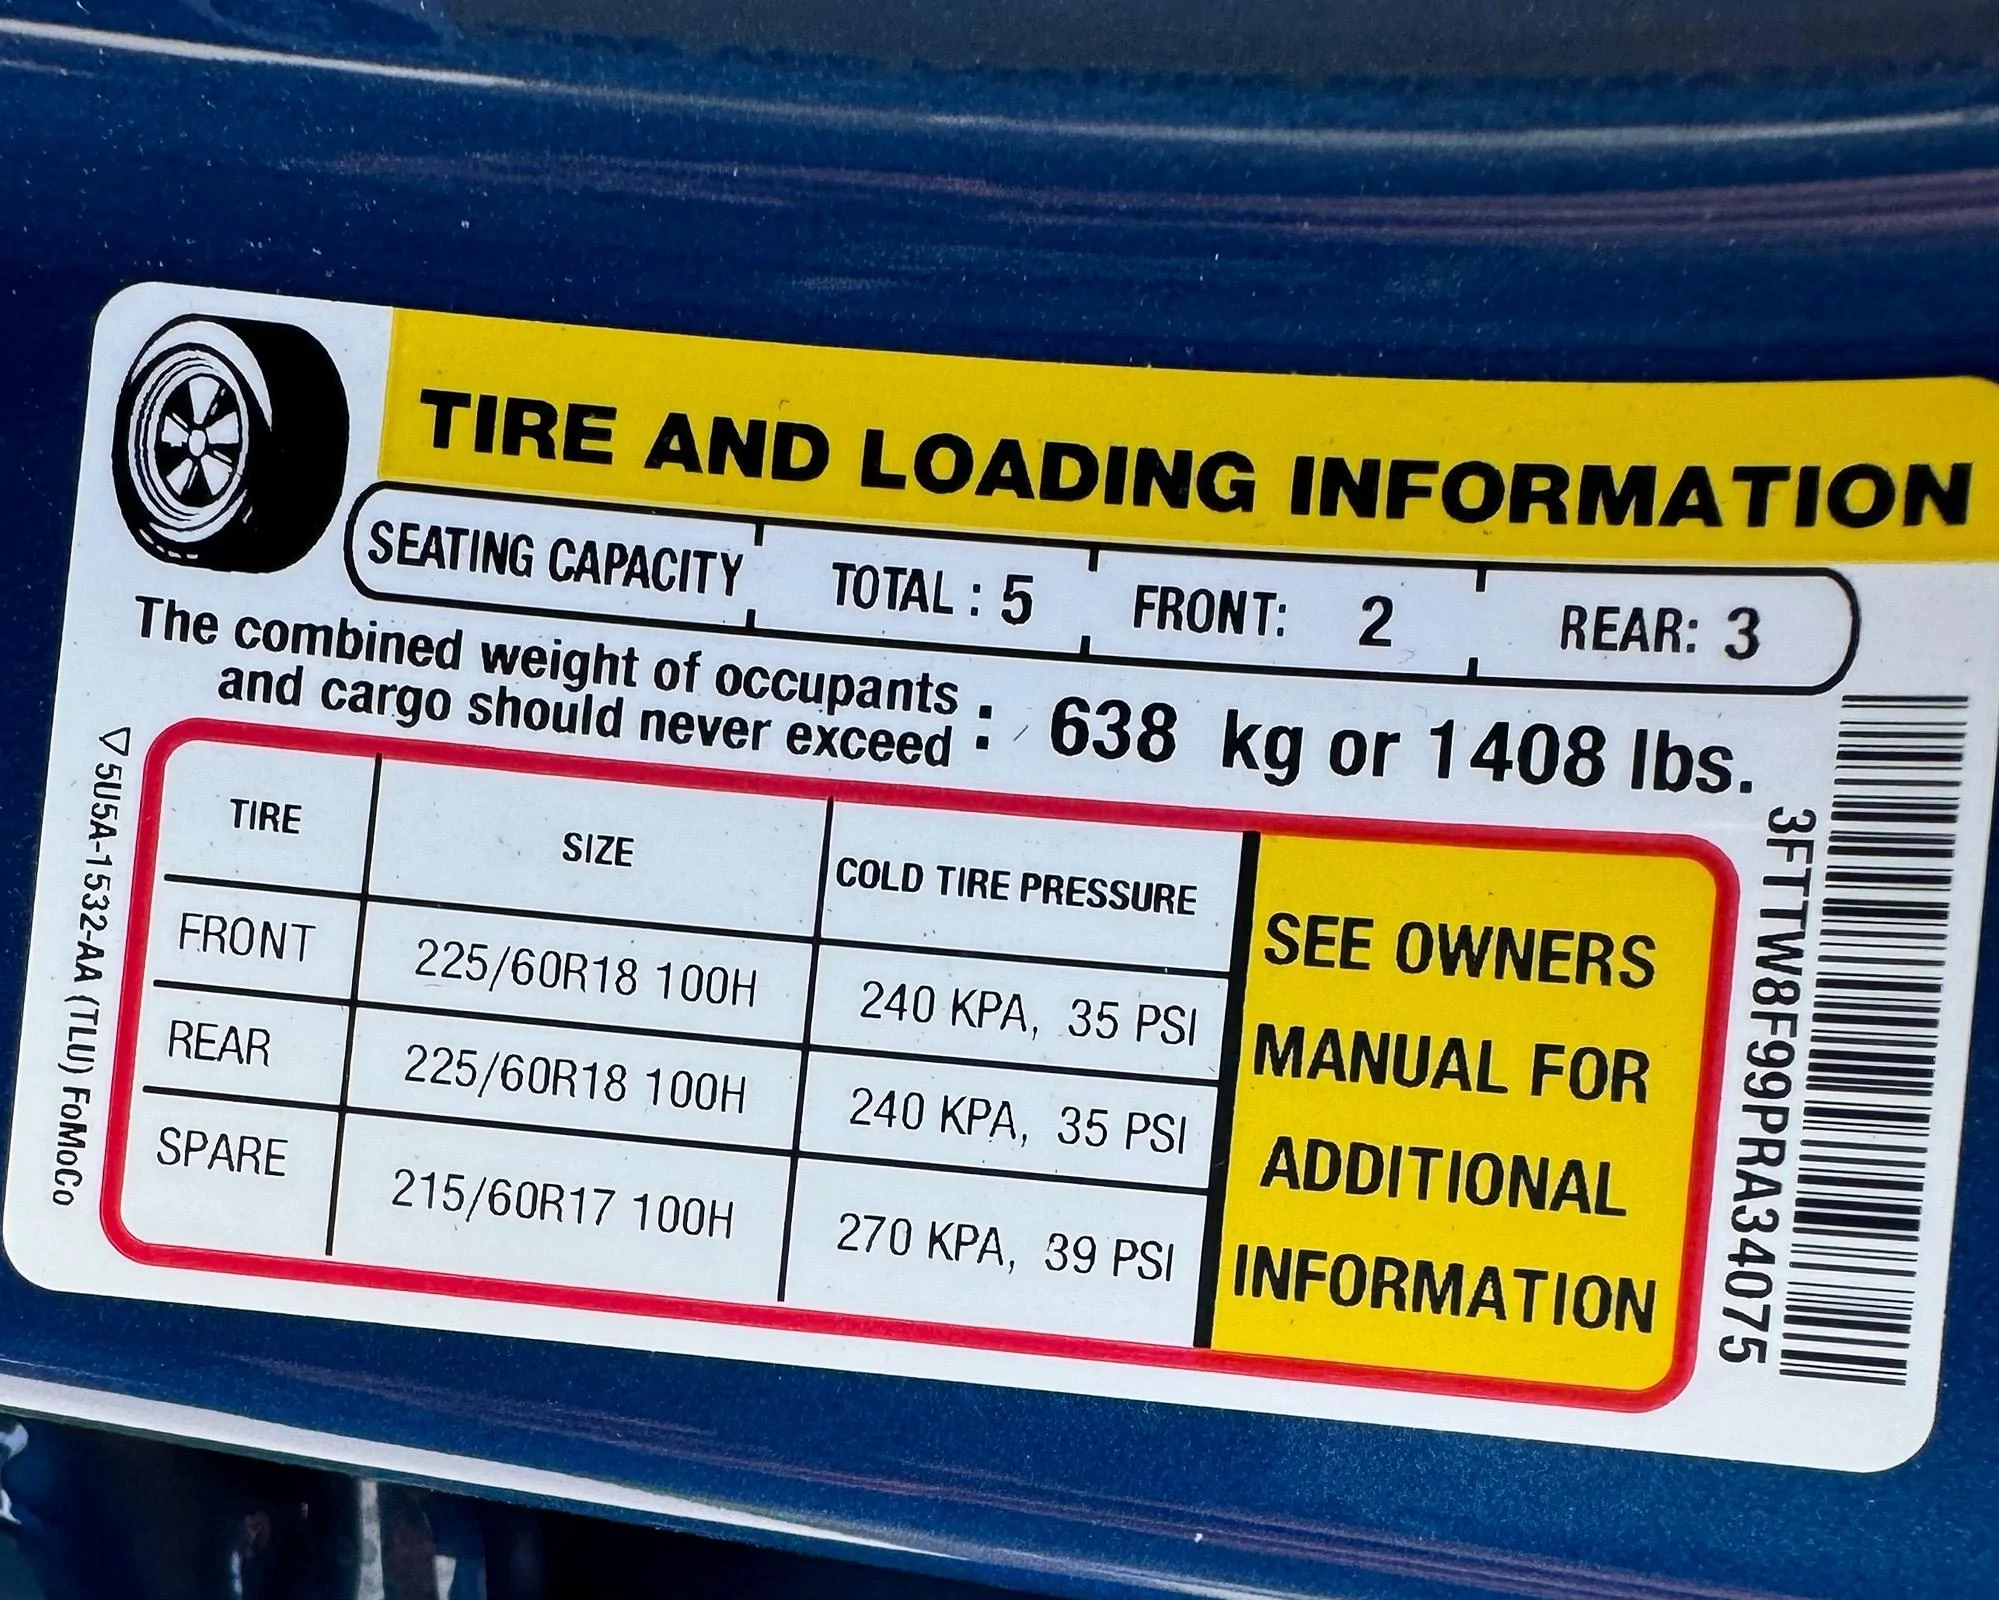 TIRE AND LOADING INFORMATION
SEATING CAPACITY TOTAL : 5 FRONT: 2 REAR: 3
The combined weight of occupants
and cargo should never exceed : 638 kg or 1408 lbs.
TIRE SIZE COLD TIRE PRESSURE
FRONT 225/60R18 100H 240 KPA, 35 PSI
REAR 225/60R18 100H 240 KPA, 35 PSI
SPARE 215/60R17 100H 270 KPA, 39 PSI
SEE OWNERS
MANUAL FOR
ADDITIONAL
INFORMATION
5U5A-1532-AA (TLU) FoMoCo
3FTTW8F99PRA34075